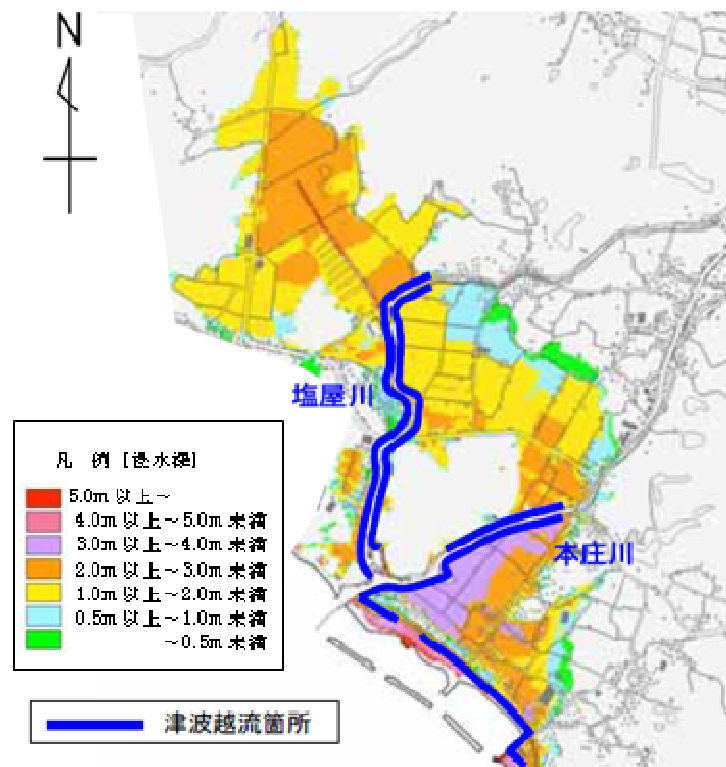 N
塩屋川
本庄川
凡 例 [浸水深]
5.0m 以上~
4.0m 以上~5.0m 未満
3.0m 以上~4.0m 未満
2.0m 以上~3.0m 未満
1.0m 以上~2.0m 未満
0.5m 以上~1.0m 未満
~0.5m 未満
津波越流箇所